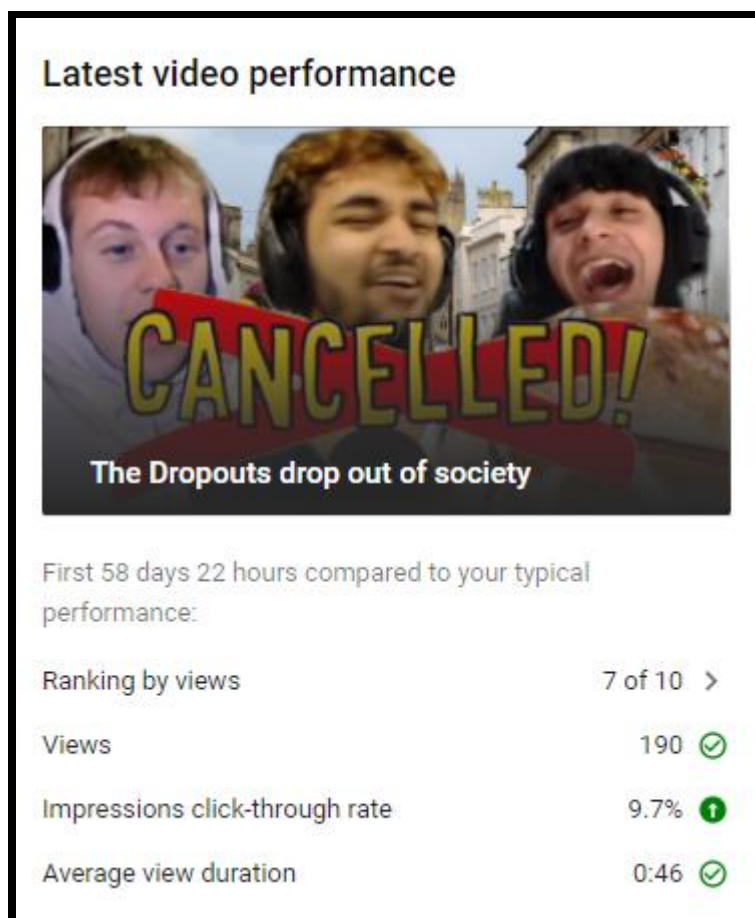 Latest video performance
CANCELLED!
The Dropouts drop out of society
First 58 days 22 hours compared to your typical
performance:
Ranking by views 7 of 10
Views 190
Impressions click-through rate 9.7%
Average view duration 0:46